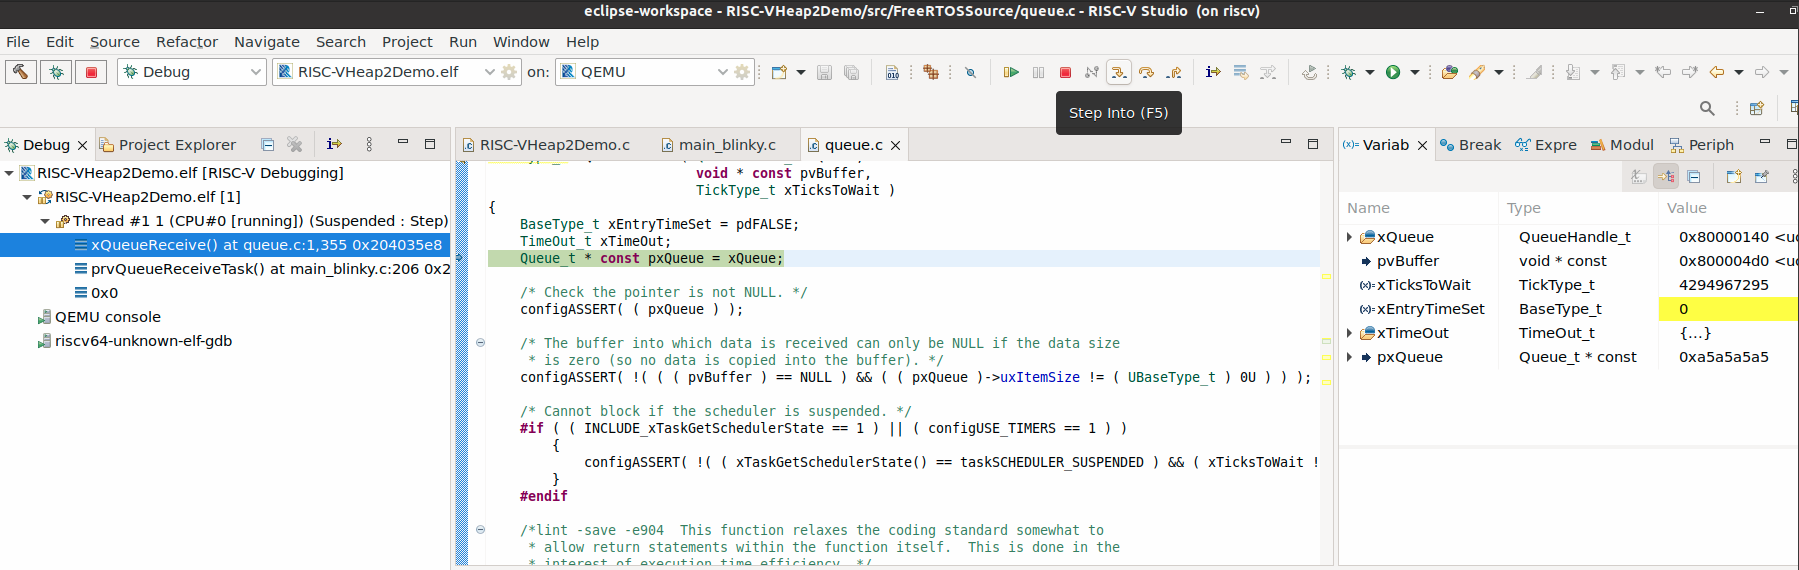 eclipse-workspace - RISC-VHeap2Demo/src/FreeRTOSSource/queue.c - RISC-V Studio (on riscv)
File Edit Source Refactor Navigate Search Project Run Window Help
Debug RISC-VHeap2Demo.elf on: QEMU
Step Into (F5)
Debug Project Explorer
RISC-VHeap2Demo.elf [RISC-V Debugging]
RISC-VHeap2Demo.elf [1]
Thread #1 1 (CPU#0 [running]) (Suspended : Step)
xQueueReceive() at queue.c:1,355 0x204035e8
prvQueueReceiveTask() at main_blinky.c:206 0x2
0x0
QEMU console
riscv64-unknown-elf-gdb
RISC-VHeap2Demo.c main_blinky.c queue.c
void * const pvBuffer,
TickType_t xTicksToWait )
{
BaseType_t xEntryTimeSet = pdFALSE;
TimeOut_t xTimeOut;
Queue_t * const pxQueue = xQueue;
/* Check the pointer is not NULL. */
configASSERT( ( pxQueue ) );
/* The buffer into which data is received can only be NULL if the data size
* is zero (so no data is copied into the buffer). */
configASSERT( !( ( ( pvBuffer ) == NULL ) && ( ( pxQueue )->uxItemSize != ( UBaseType_t ) 0U ) ) );
/* Cannot block if the scheduler is suspended. */
#if ( ( INCLUDE_xTaskGetSchedulerState == 1 ) || ( configUSE_TIMERS == 1 ) )
{
configASSERT( !( ( xTaskGetSchedulerState() == taskSCHEDULER_SUSPENDED ) && ( xTicksToWait !
}
#endif
/*lint -save -e904 This function relaxes the coding standard somewhat to
* allow return statements within the function itself. This is done in the
* interest of execution time efficiency. */
Variab Break Expre Modul Periph
Name Type Value
xQueue QueueHandle_t 0x80000140 <uc
pvBuffer void * const 0x800004d0 <uc
xTicksToWait TickType_t 4294967295
xEntryTimeSet BaseType_t 0
xTimeOut TimeOut_t {...}
pxQueue Queue_t * const 0xa5a5a5a5